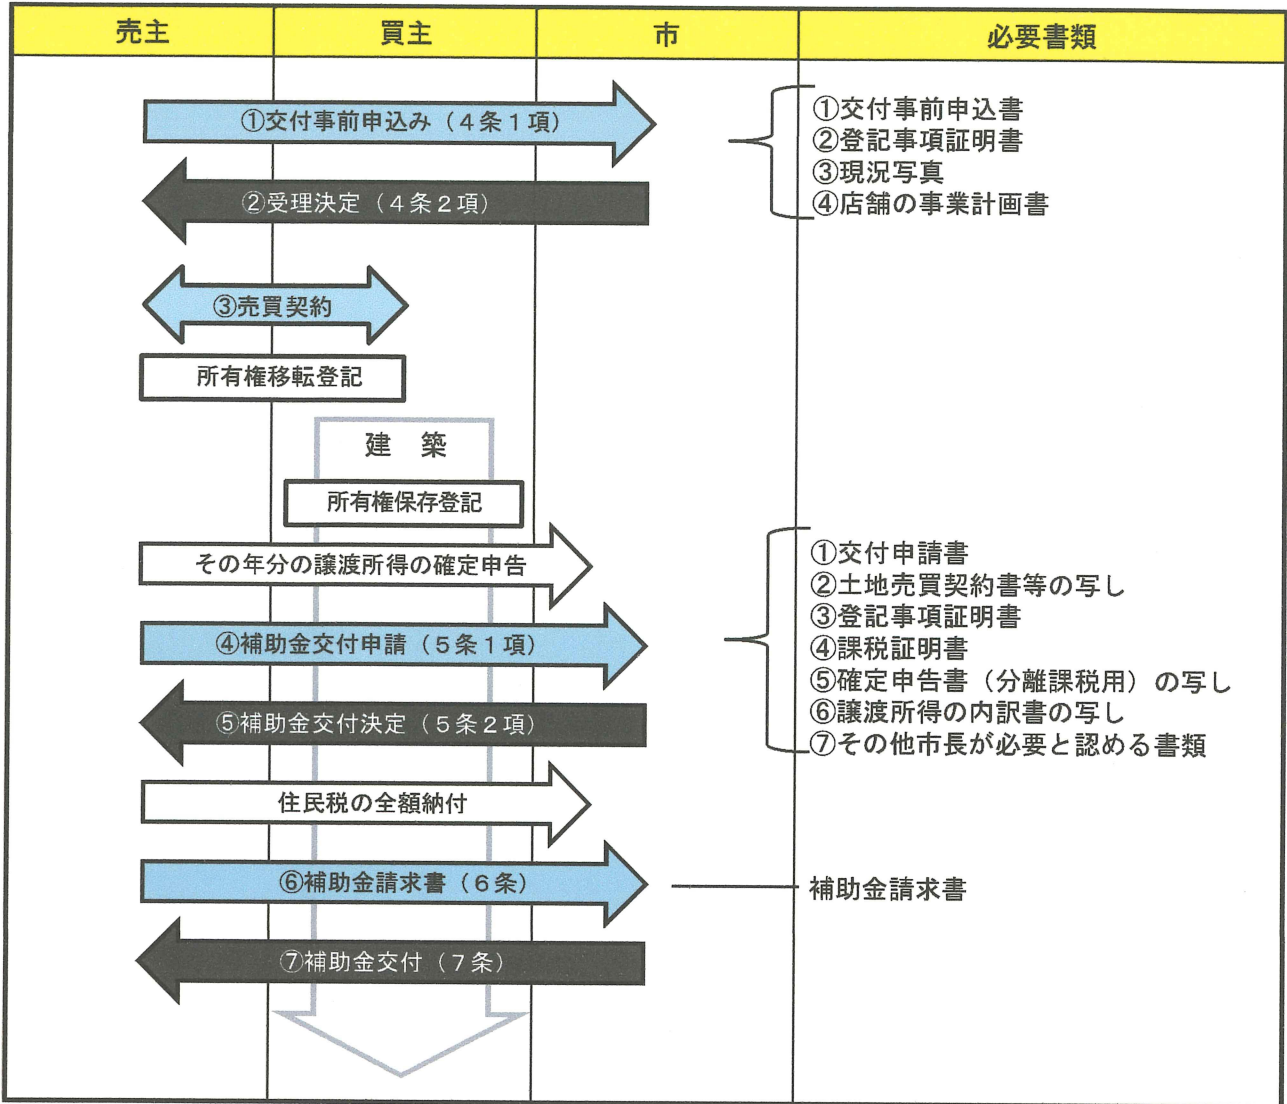 売主
買主
市
必要書類
①交付事前申込み（４条１項）
①交付事前申込書
②登記事項証明書
③現況写真
④店舗の事業計画書
②受理決定（４条２項）
③売買契約
所有権移転登記
建　築
所有権保存登記
その年分の譲渡所得の確定申告
④補助金交付申請（５条１項）
①交付申請書
②土地売買契約書等の写し
③登記事項証明書
④課税証明書
⑤確定申告書（分離課税用）の写し
⑥譲渡所得の内訳書の写し
⑦その他市長が必要と認める書類
⑤補助金交付決定（５条２項）
住民税の全額納付
⑥補助金請求書（６条）
補助金請求書
⑦補助金交付（７条）